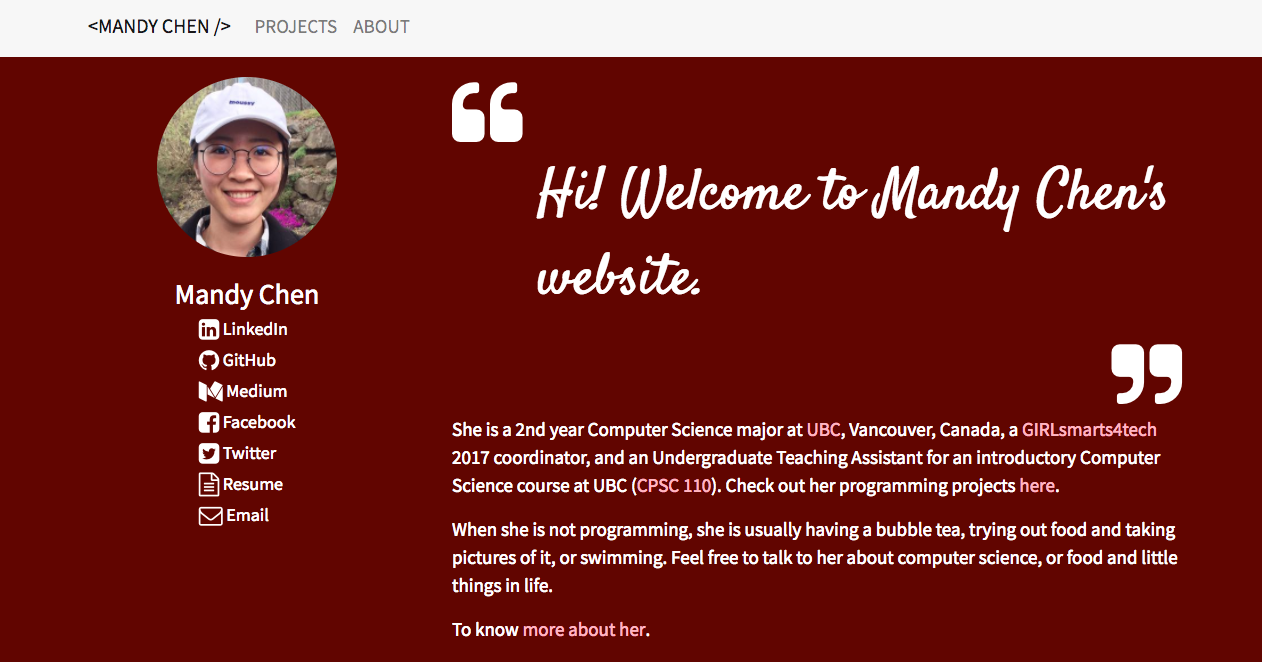 <MANDY CHEN /> PROJECTS ABOUT
Mandy Chen
LinkedIn
GitHub
Medium
Facebook
Twitter
Resume
Email
“
Hi! Welcome to Mandy Chen's
website.
”
She is a 2nd year Computer Science major at UBC, Vancouver, Canada, a GIRLsmarts4tech
2017 coordinator, and an Undergraduate Teaching Assistant for an introductory Computer
Science course at UBC (CPSC 110). Check out her programming projects here.
When she is not programming, she is usually having a bubble tea, trying out food and taking
pictures of it, or swimming. Feel free to talk to her about computer science, or food and little
things in life.
To know more about her.